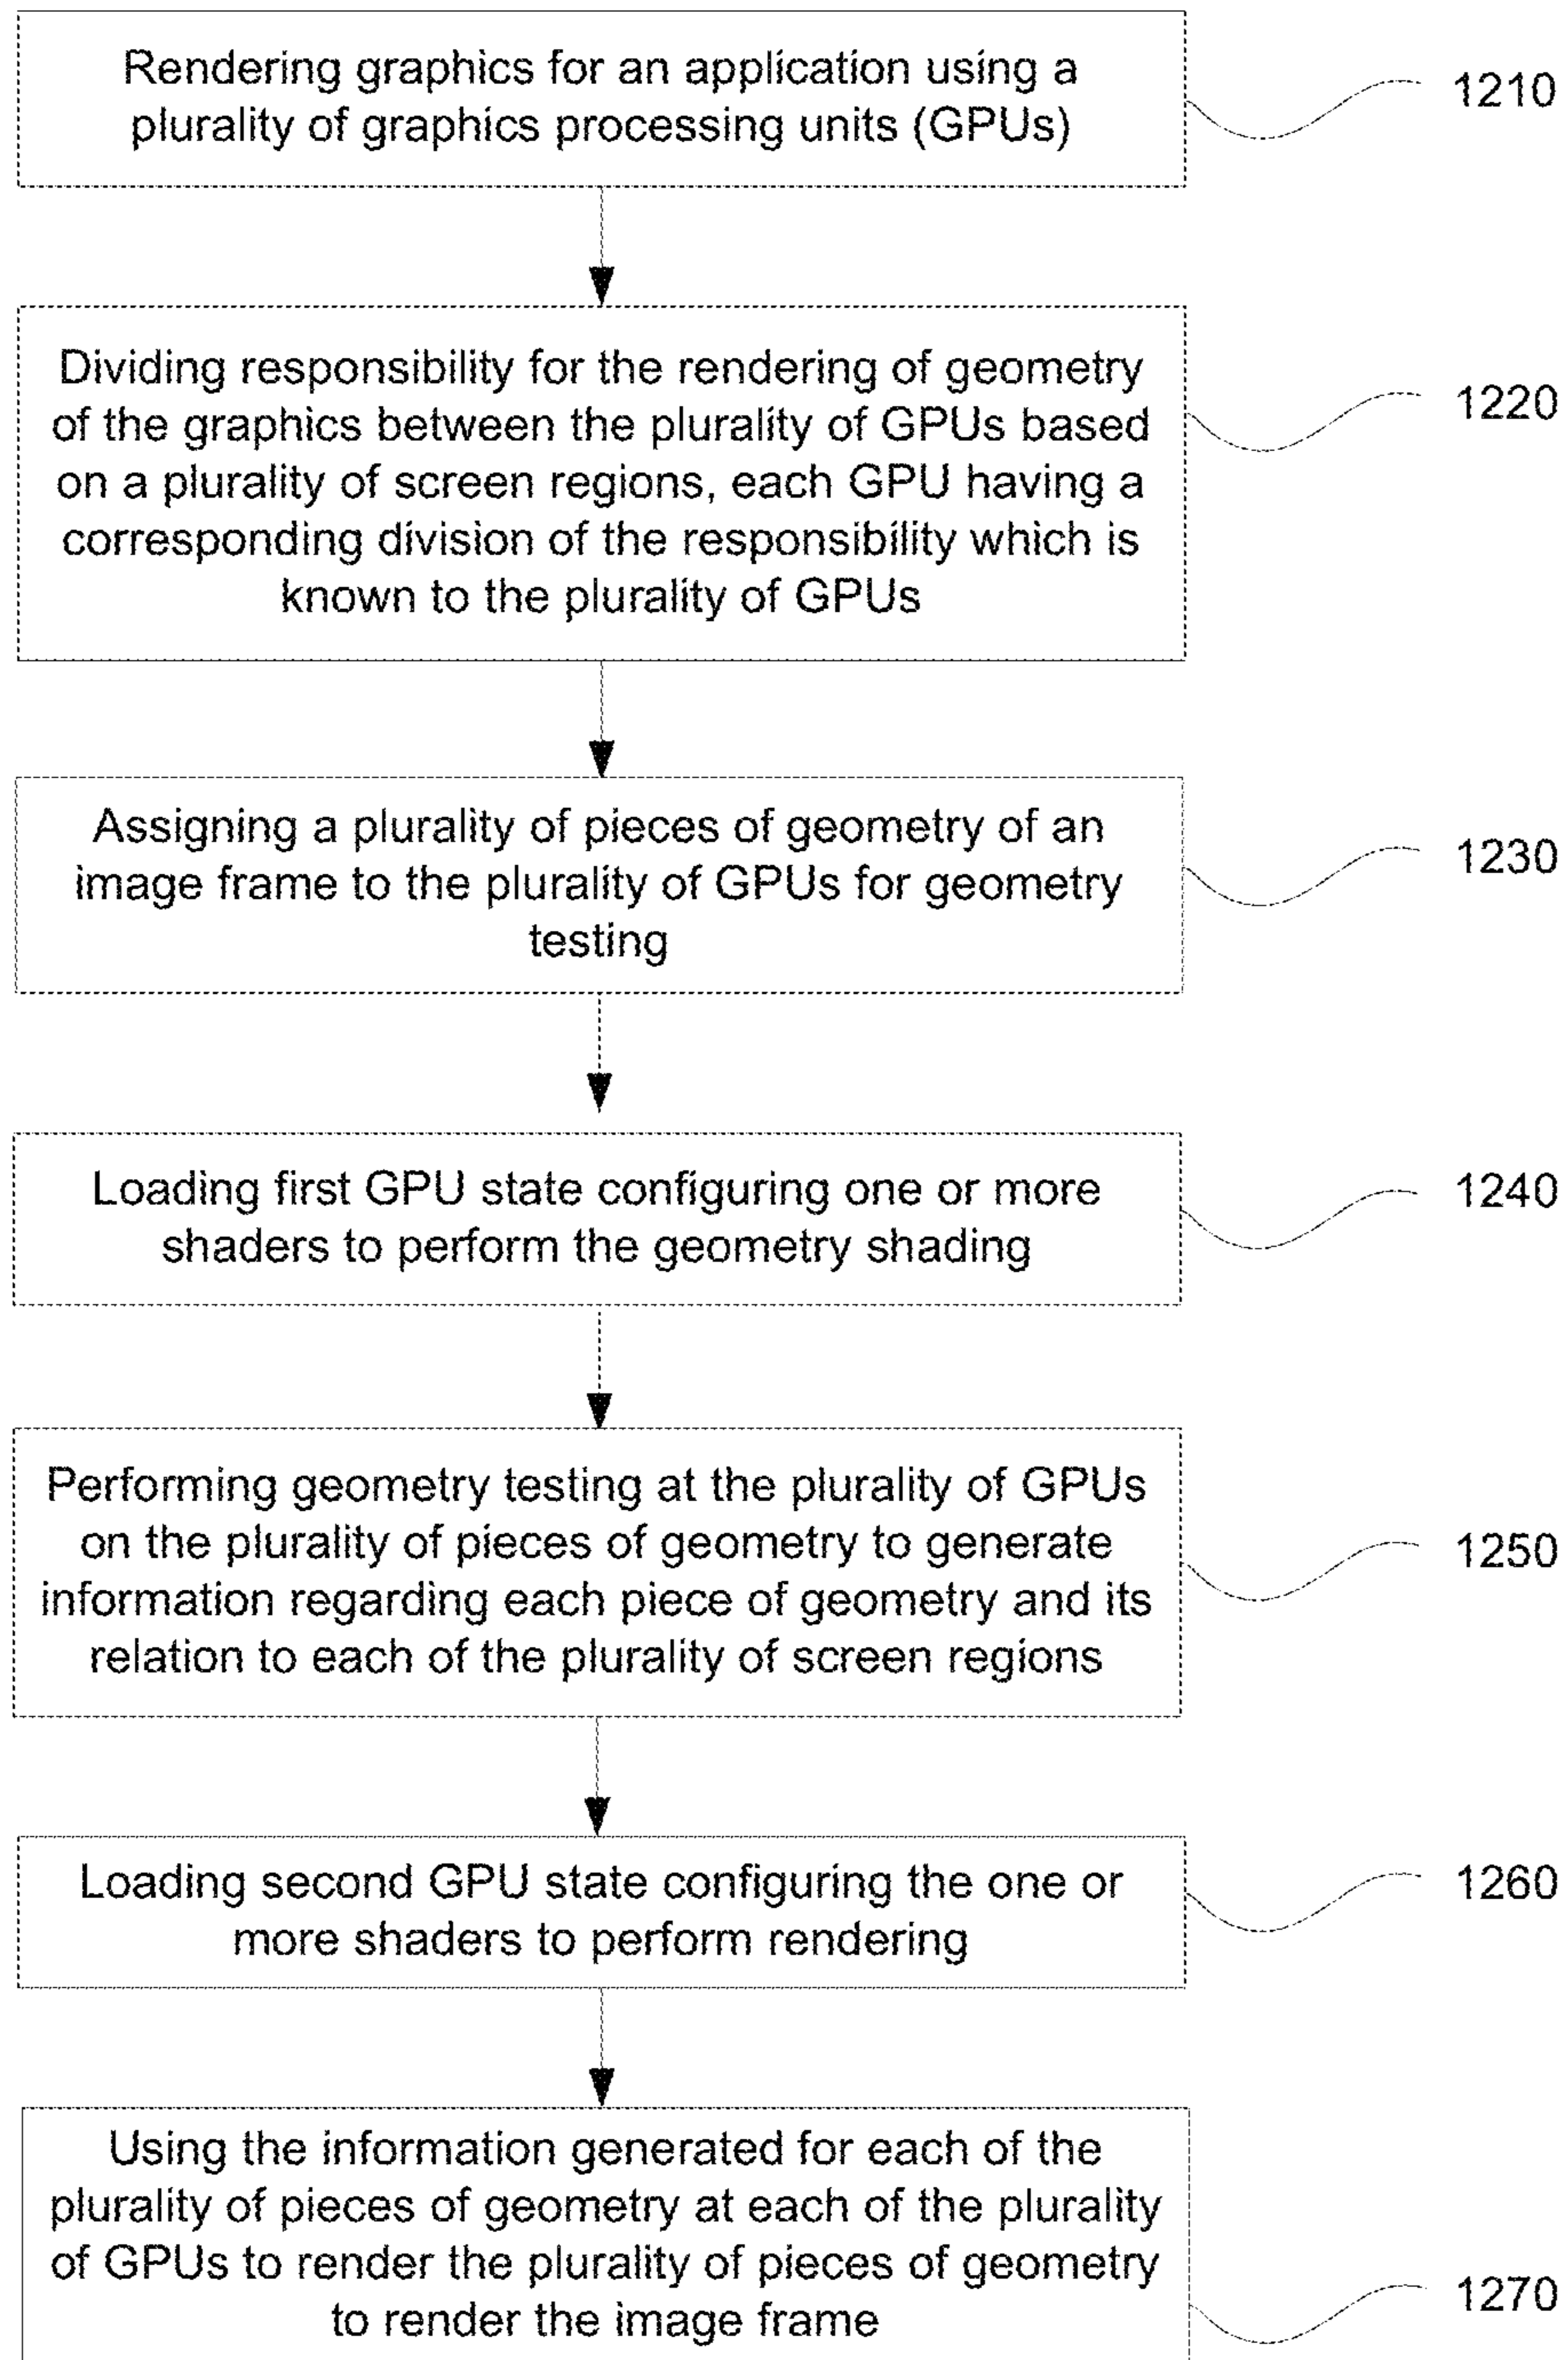 Rendering graphics for an application using a
plurality of graphics processing units (GPUs)
1210
Dividing responsibility for the rendering of geometry
of the graphics between the plurality of GPUs based
on a plurality of screen regions, each GPU having a
corresponding division of the responsibility which is
known to the plurality of GPUs
1220
Assigning a plurality of pieces of geometry of an
image frame to the plurality of GPUs for geometry
testing
1230
Loading first GPU state configuring one or more
shaders to perform the geometry shading
1240
Performing geometry testing at the plurality of GPUs
on the plurality of pieces of geometry to generate
information regarding each piece of geometry and its
relation to each of the plurality of screen regions
1250
Loading second GPU state configuring the one or
more shaders to perform rendering
1260
Using the information generated for each of the
plurality of pieces of geometry at each of the plurality
of GPUs to render the plurality of pieces of geometry
to render the image frame
1270